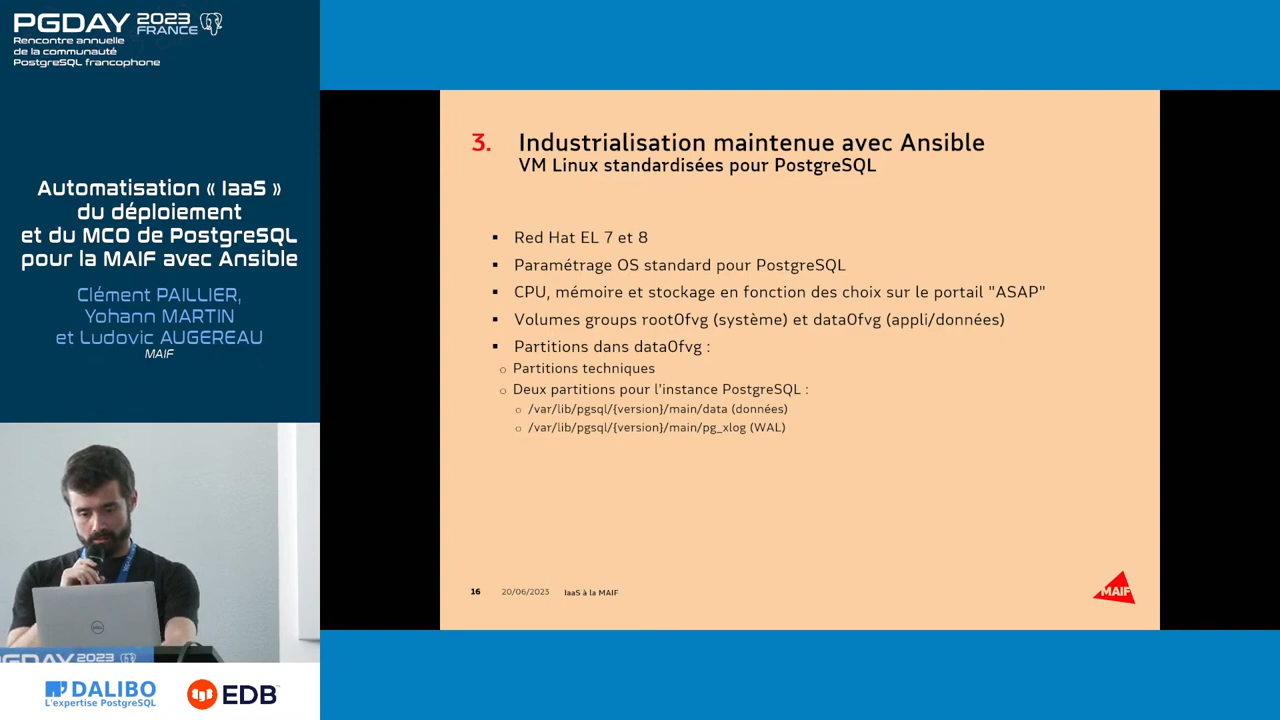 PGDAY 2023 FRANCE
Rencontre annuelle
de la communauté
PostgreSQL francophone
Automatisation « IaaS »
du déploiement
et du MCO de PostgreSQL
pour la MAIF avec Ansible
Clément PAILLIER,
Yohann MARTIN
et Ludovic AUGEREAU
MAIF
3. Industrialisation maintenue avec Ansible
VM Linux standardisées pour PostgreSQL
▪ Red Hat EL 7 et 8
▪ Paramétrage OS standard pour PostgreSQL
▪ CPU, mémoire et stockage en fonction des choix sur le portail "ASAP"
▪ Volumes groups root0fvg (système) et data0fvg (appli/données)
▪ Partitions dans data0fvg :
○ Partitions techniques
○ Deux partitions pour l'instance PostgreSQL :
○ /var/lib/pgsql/{version}/main/data (données)
○ /var/lib/pgsql/{version}/main/pg_xlog (WAL)
16 20/06/2023 IaaS à la MAIF
MAIF
DELL
PGDAY 2023
DALIBO
L'expertise PostgreSQL
EDB